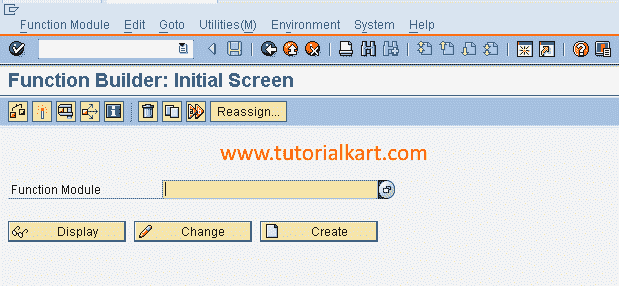 Function Module Edit Goto Utilities(M) Environment System Help
Function Builder: Initial Screen
Reassign...
www.tutorialkart.com
Function Module
Display Change Create